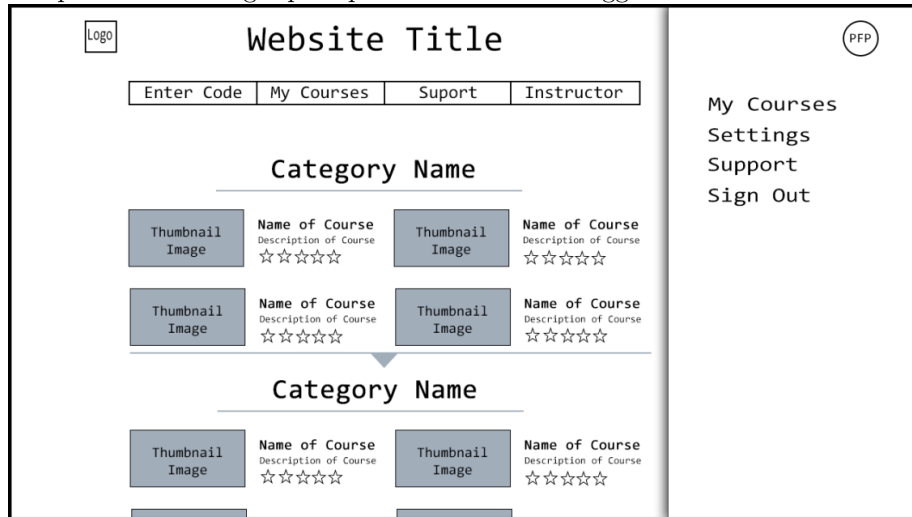 Logo
Website Title
PFP
Enter Code My Courses Suport Instructor
My Courses
Settings
Support
Sign Out
Category Name
Thumbnail
Image
Name of Course
Description of Course
Thumbnail
Image
Name of Course
Description of Course
Thumbnail
Image
Name of Course
Description of Course
Thumbnail
Image
Name of Course
Description of Course
Category Name
Thumbnail
Image
Name of Course
Description of Course
Thumbnail
Image
Name of Course
Description of Course